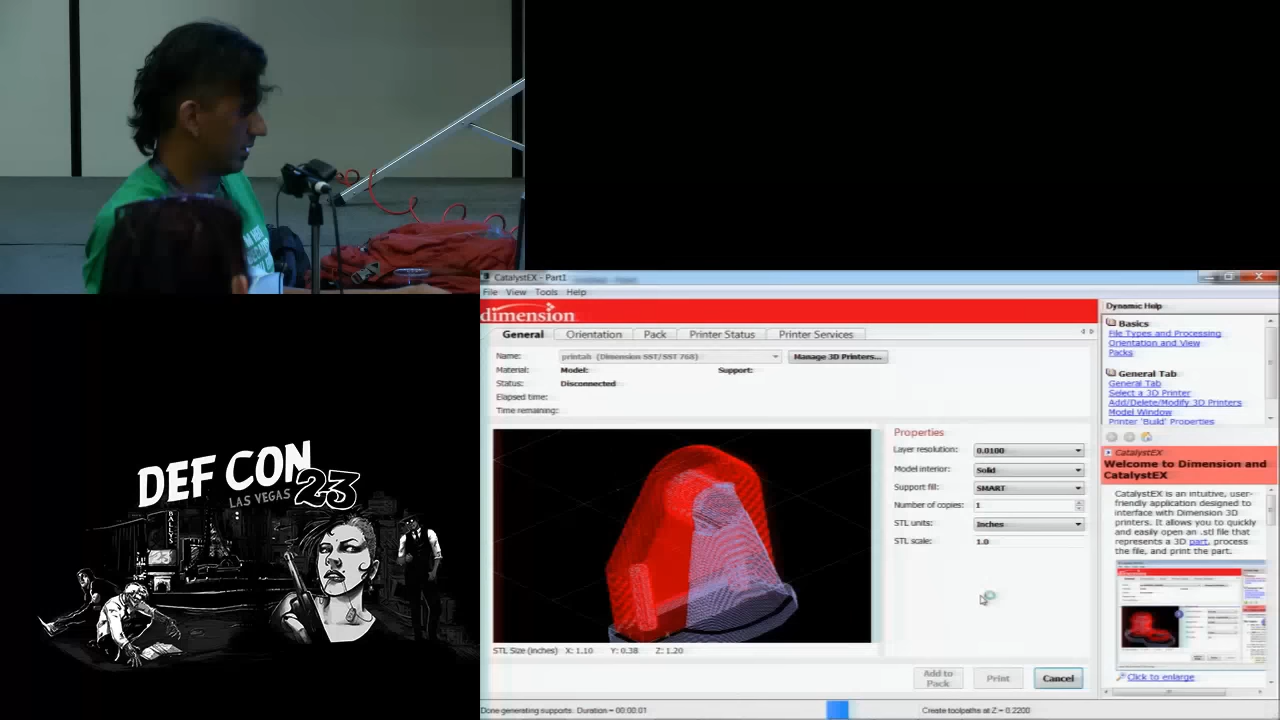 CatalystEX - Part1
File View Tools Help
dimension
General Orientation Pack Printer Status Printer Services
Name: printah (Dimension SST/SST 768) Manage 3D Printers...
Material: Model: Support:
Status: Disconnected
Elapsed time:
Time remaining:
Properties
Layer resolution: 0.0100
Model interior: Solid
Support fill: SMART
Number of copies: 1
STL units: Inches
STL scale: 1.0
STL Size (inches) X: 1.10 Y: 0.38 Z: 1.20
Add to Pack Print Cancel
Done generating supports. Duration = 00:00:01 Create toolpaths at Z = 0.2200
Dynamic Help
Basics
File Types and Processing
Orientation and View
Packs
General Tab
General Tab
Select a 3D Printer
Add/Delete/Modify 3D Printers
Model Window
Printer 'Build' Properties
CatalystEX
Welcome to Dimension and
CatalystEX
CatalystEX is an intuitive, user-
friendly application designed to
interface with Dimension 3D
printers. It allows you to quickly
and easily open an .stl file that
represents a 3D part, process
the file, and print the part.
Click to enlarge
DEF CON 23
LAS VEGAS
BALLYS